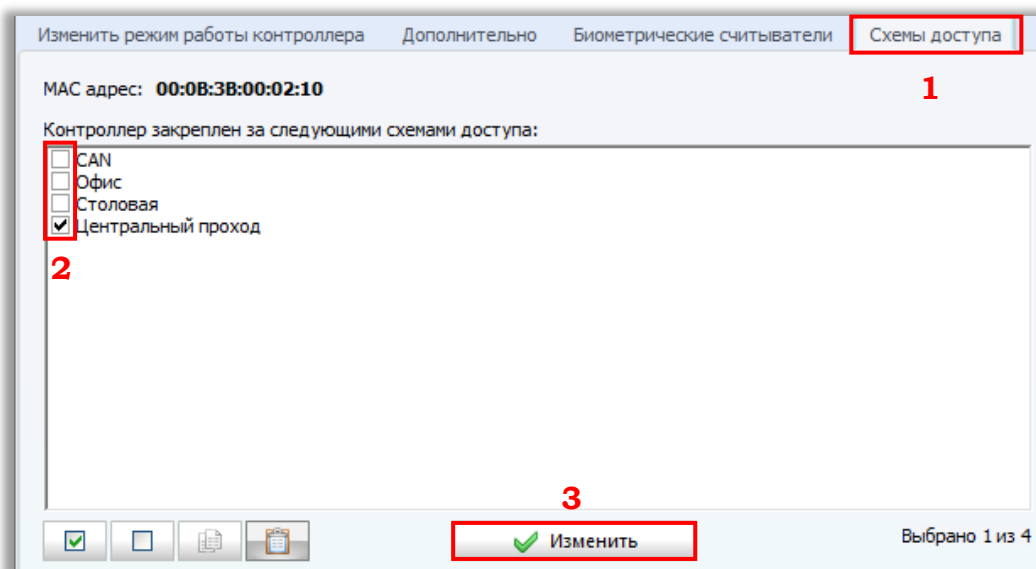 Изменить режим работы контроллера Дополнительно Биометрические считыватели Схемы доступа
1
МАС адрес: 00:0B:3B:00:02:10
Контроллер закреплен за следующими схемами доступа:
CAN
Офис
Столовая
Центральный проход
2
3
Изменить
Выбрано 1 из 4